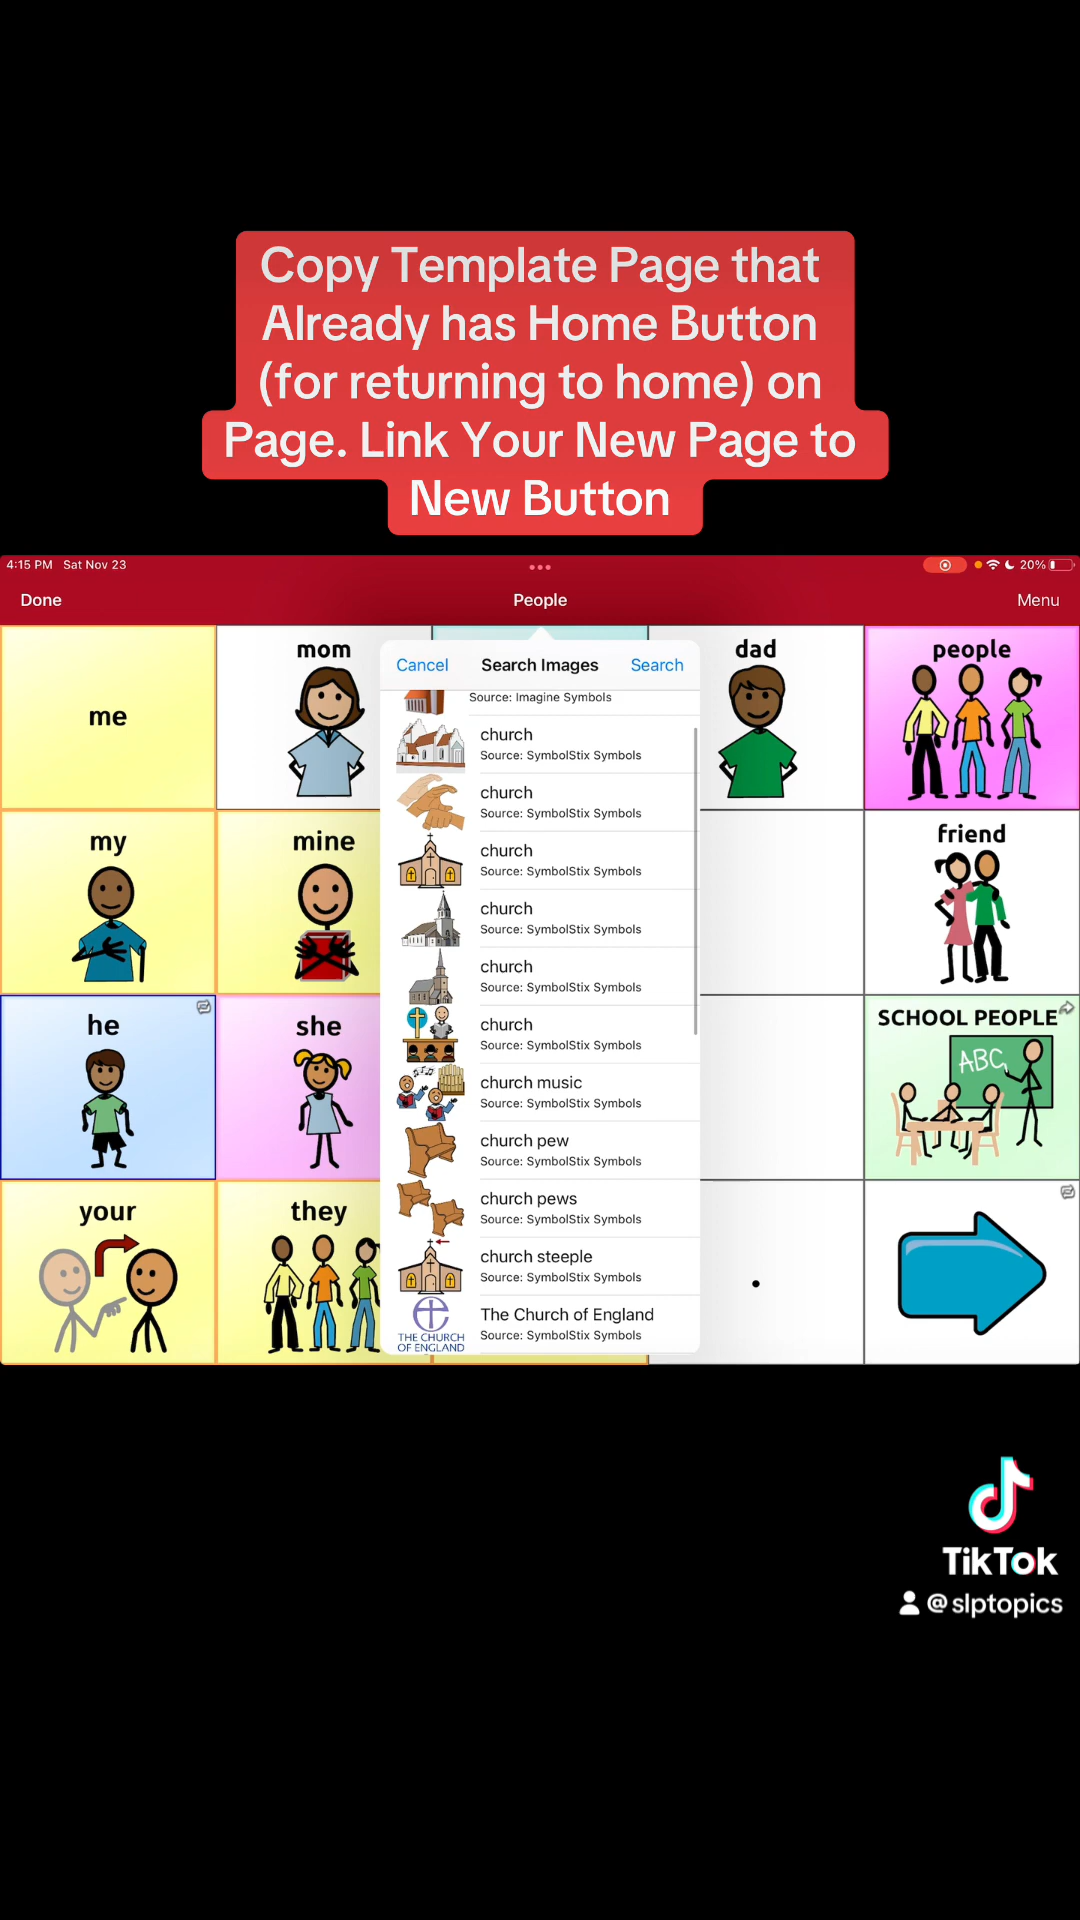 Copy Template Page that
Already has Home Button
(for returning to home) on
Page. Link Your New Page to
New Button
4:15 PM Sat Nov 23
20%
Done
People
Menu
me
mom
dad
people
Cancel
Search Images
Search
Source: Imagine Symbols
church
Source: SymbolStix Symbols
church
Source: SymbolStix Symbols
church
Source: SymbolStix Symbols
church
Source: SymbolStix Symbols
church
Source: SymbolStix Symbols
church
Source: SymbolStix Symbols
church music
Source: SymbolStix Symbols
church pew
Source: SymbolStix Symbols
church pews
Source: SymbolStix Symbols
church steeple
Source: SymbolStix Symbols
THE CHURCH
OF ENGLAND
The Church of England
Source: SymbolStix Symbols
my
mine
friend
he
she
SCHOOL PEOPLE
ABC
your
they
.
TikTok
@slptopics